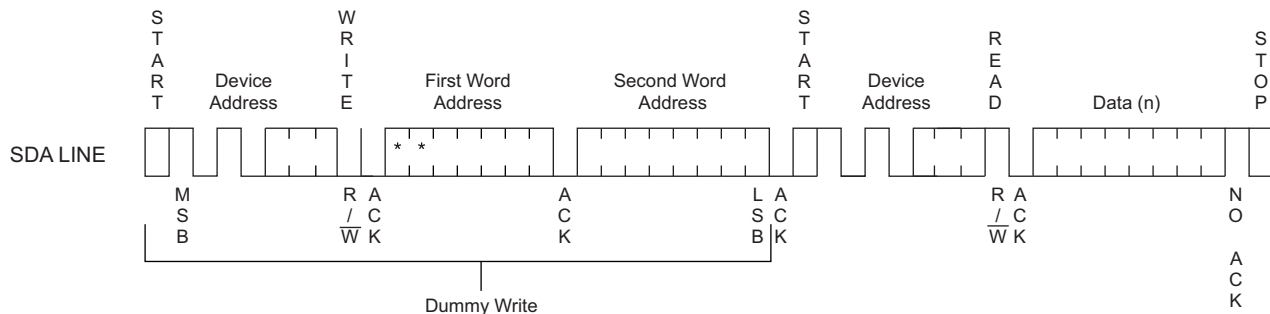 START
WRITE
START
READ
STOP
Device
Address
First Word
Address
Second Word
Address
Device
Address
Data (n)
SDA LINE
* *
MSB
R/W
ACK
ACK
LSB
ACK
R/W
ACK
NO ACK
Dummy Write